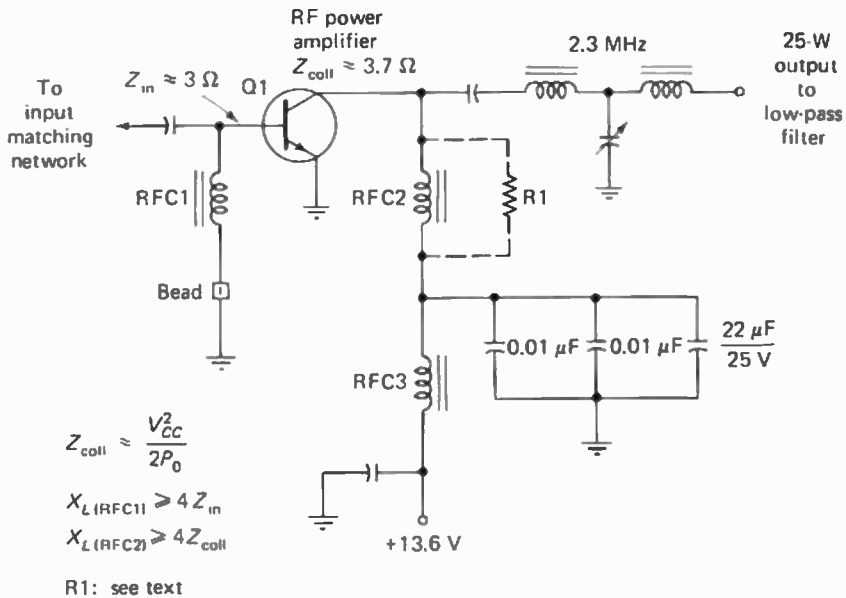 RF power
amplifier
Z_coll ≈ 3.7 Ω
2.3 MHz
25-W
output
to
low-pass
filter
To
input
matching
network
Z_in ≈ 3 Ω
Q1
RFC1
RFC2
R1
Bead
RFC3
0.01 μF
0.01 μF
22 μF
25 V
Z_coll ≈ V²_CC / 2P_0
X_L(RFC1) ⩾ 4 Z_in
X_L(RFC2) ⩾ 4Z_coll
+13.6 V
R1: see text